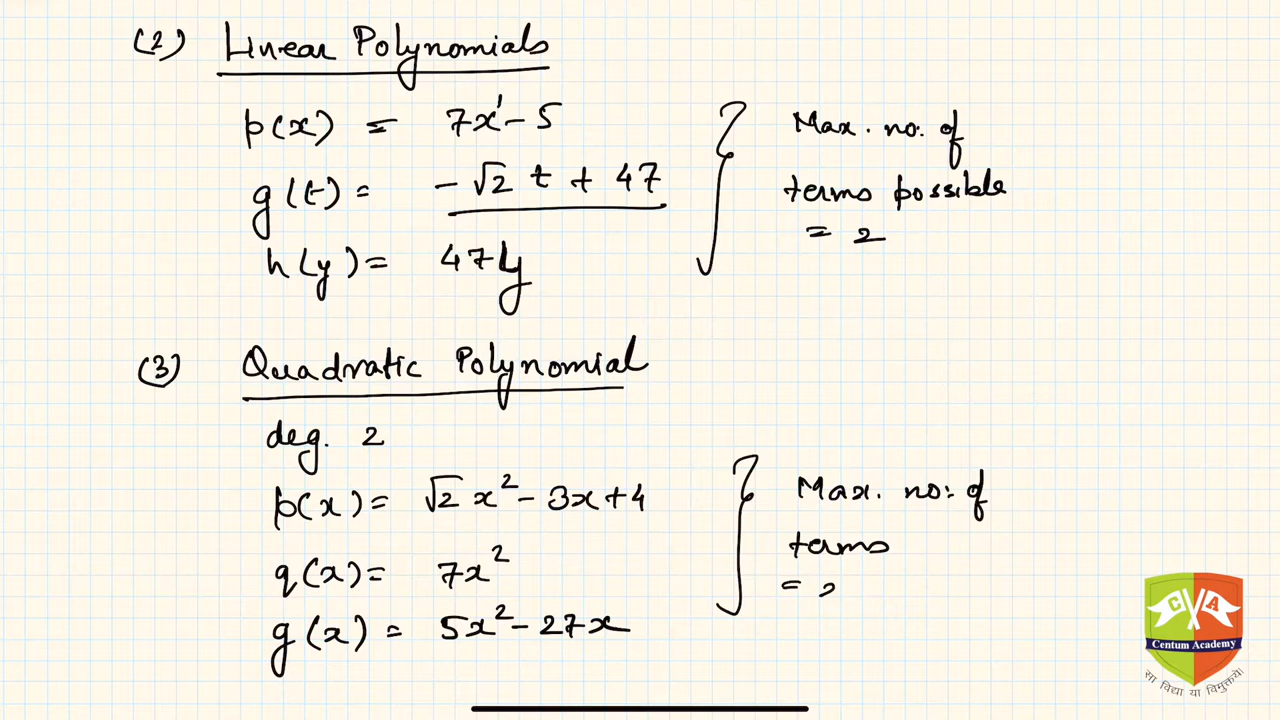 (2) Linear Polynomials
p(x) = 7x¹ - 5
g(t) = -√2 t + 47
h(y) = 47y
Max. no. of
terms possible
= 2
(3) Quadratic Polynomial
deg. 2
p(x) = √2 x² - 3x + 4
q(x) = 7x²
g(x) = 5x² - 27x
Max. no. of
terms
=
C A
Centum Academy
सा विद्या या विमुक्तये।